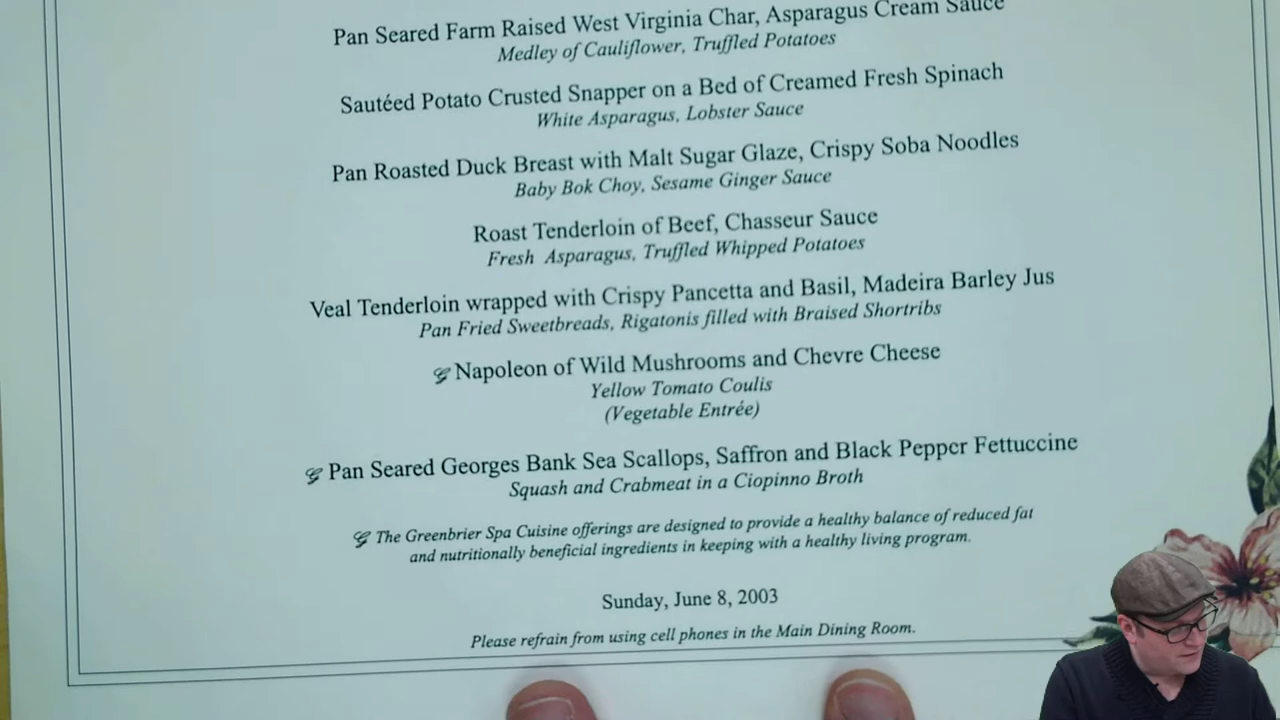 Pan Seared Farm Raised West Virginia Char, Asparagus Cream Sauce
Medley of Cauliflower, Truffled Potatoes
Sautéed Potato Crusted Snapper on a Bed of Creamed Fresh Spinach
White Asparagus, Lobster Sauce
Pan Roasted Duck Breast with Malt Sugar Glaze, Crispy Soba Noodles
Baby Bok Choy, Sesame Ginger Sauce
Roast Tenderloin of Beef, Chasseur Sauce
Fresh Asparagus, Truffled Whipped Potatoes
Veal Tenderloin wrapped with Crispy Pancetta and Basil, Madeira Barley Jus
Pan Fried Sweetbreads, Rigatonis filled with Braised Shortribs
Napoleon of Wild Mushrooms and Chevre Cheese
Yellow Tomato Coulis
(Vegetable Entrée)
Pan Seared Georges Bank Sea Scallops, Saffron and Black Pepper Fettuccine
Squash and Crabmeat in a Ciopinno Broth
The Greenbrier Spa Cuisine offerings are designed to provide a healthy balance of reduced fat
and nutritionally beneficial ingredients in keeping with a healthy living program.
Sunday, June 8, 2003
Please refrain from using cell phones in the Main Dining Room.